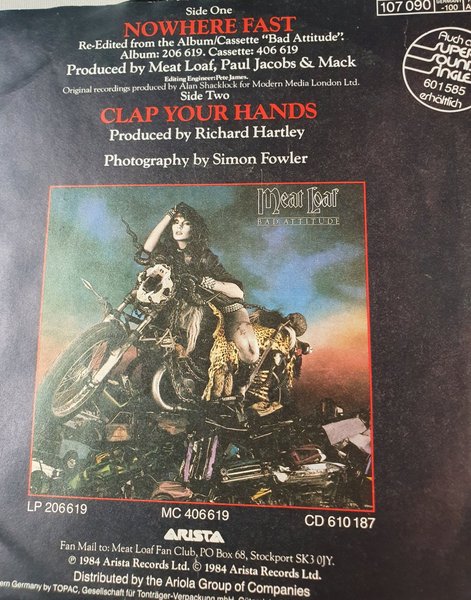 Side One
107 090
GERMANY
-100
NOWHERE FAST
Re-Edited from the Album/Cassette "Bad Attitude".
Album: 206 619. Cassette: 406 619
Produced by Meat Loaf, Paul Jacobs & Mack
Editing Engineer: Pete James.
Original recordings produced by Alan Shacklock for Modern Media London Ltd.
Auch a
SUPER
SOUND
SINGLE
601 585
erhältlich
Side Two
CLAP YOUR HANDS
Produced by Richard Hartley
Photography by Simon Fowler
Meat Loaf
BAD ATTITUDE
LP 206619
MC 406619
CD 610 187
ARISTA
Fan Mail to: Meat Loaf Fan Club, PO Box 68, Stockport SK3 0JY.
℗ 1984 Arista Records Ltd. © 1984 Arista Records Ltd.
Distributed by the Ariola Group of Companies
ern Germany by TOPAC, Gesellschaft für Tonträger-Verpackung mbH,